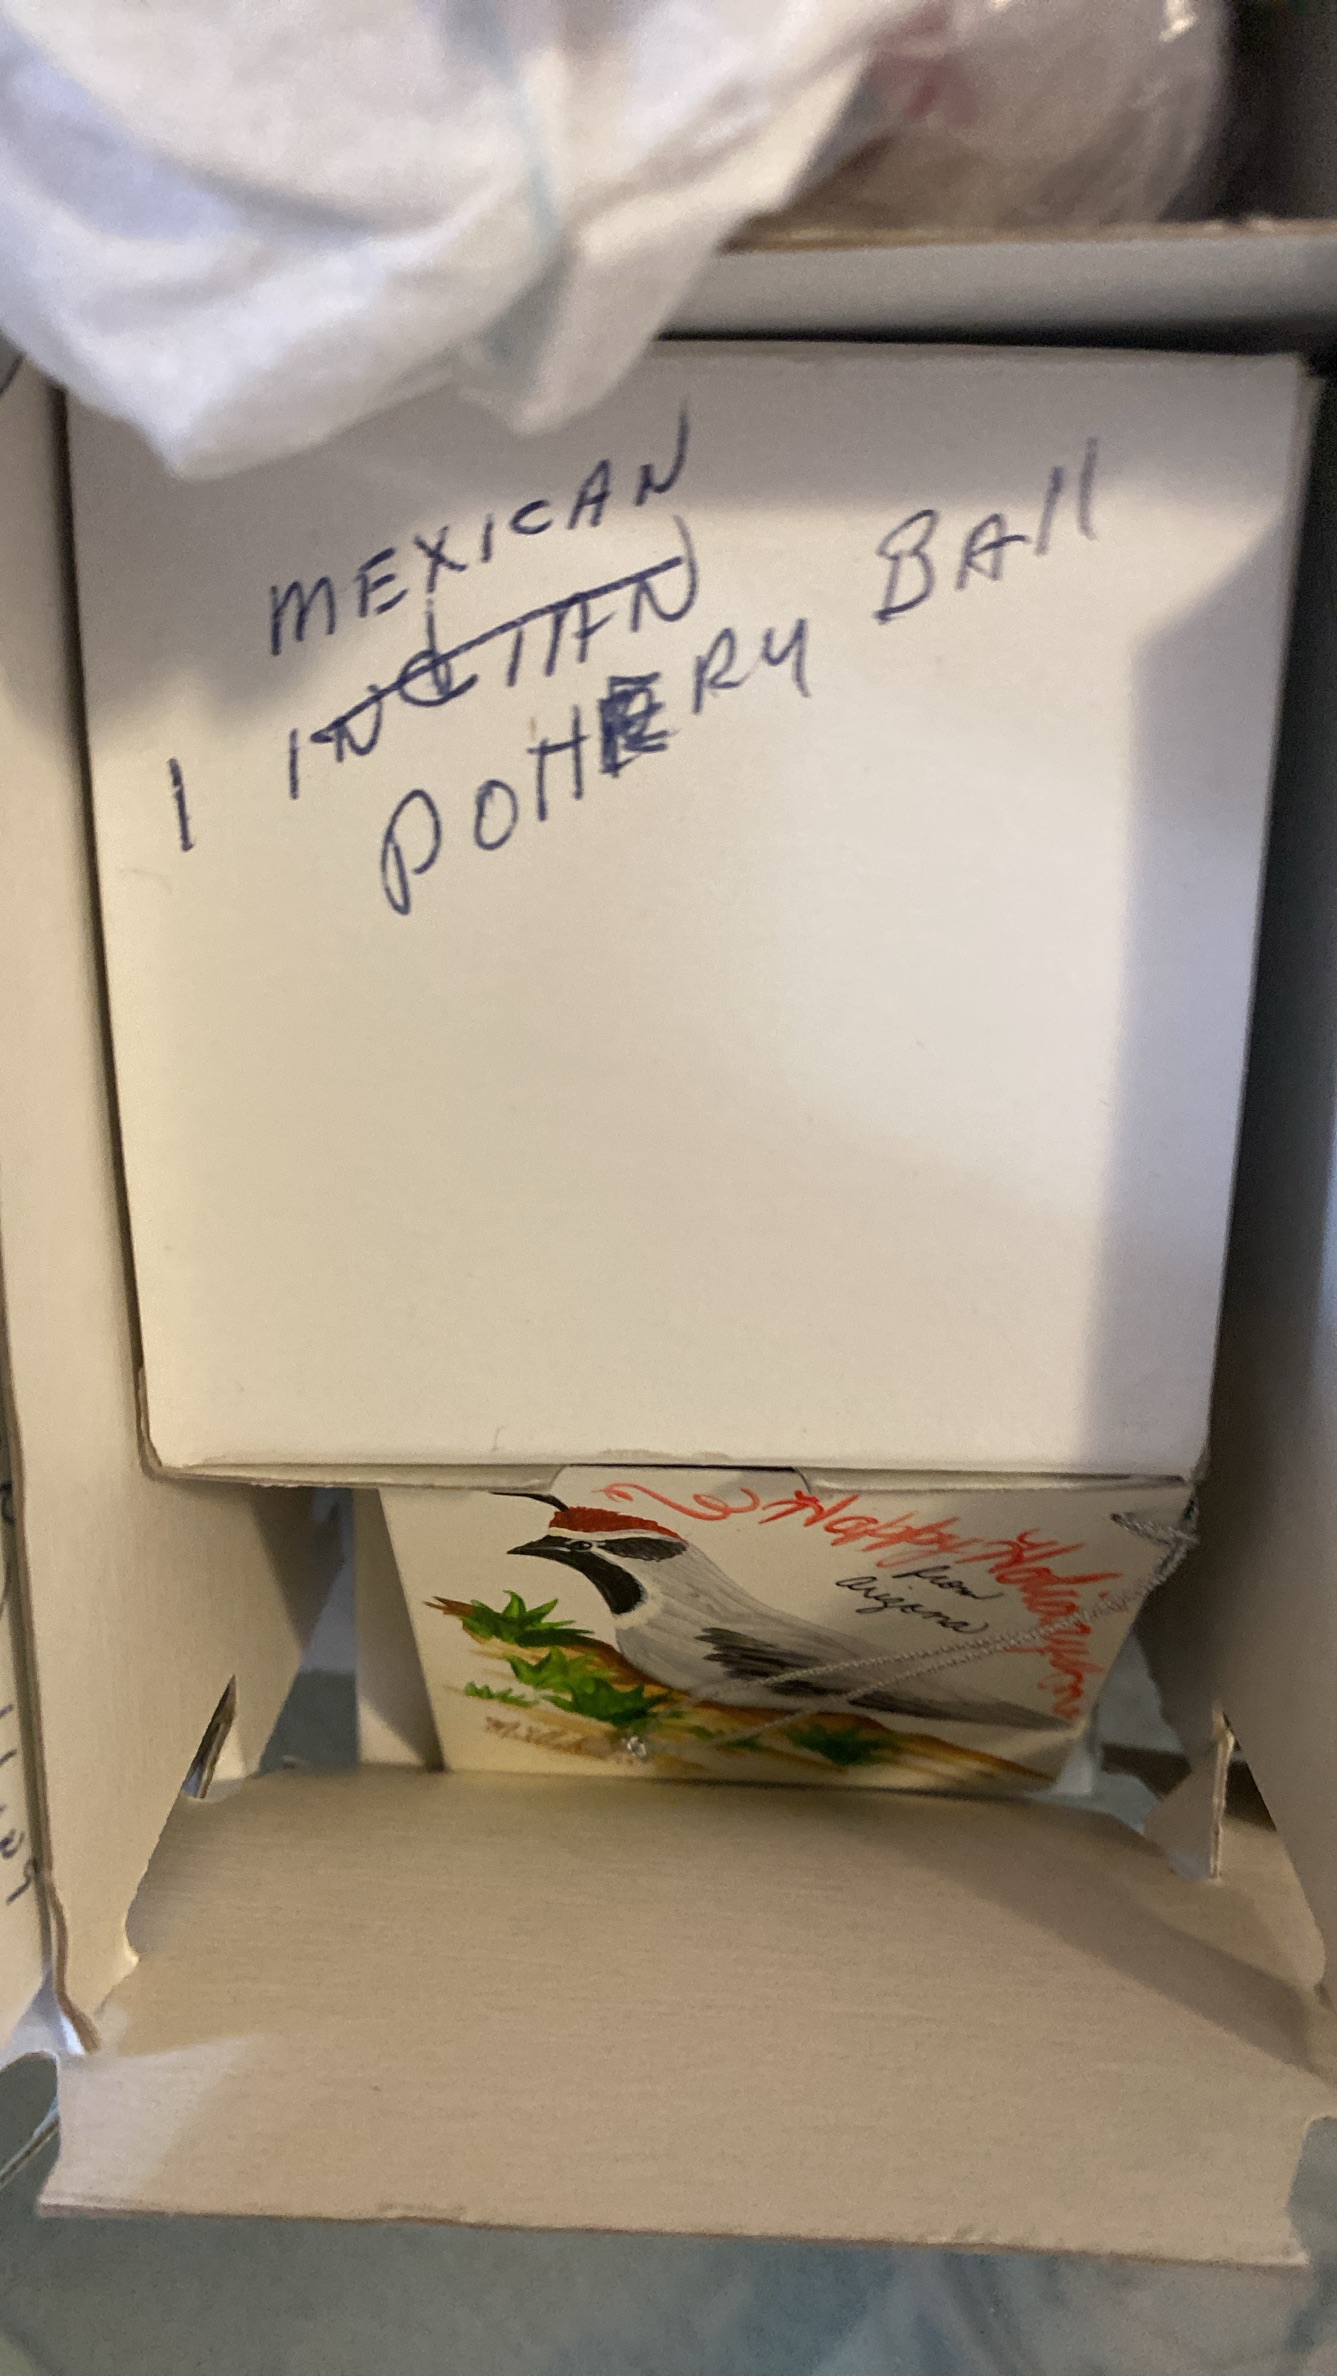 MEXICAN
1 INdIAN
POTTERY BAll
Happy Holidays
from
Arizona